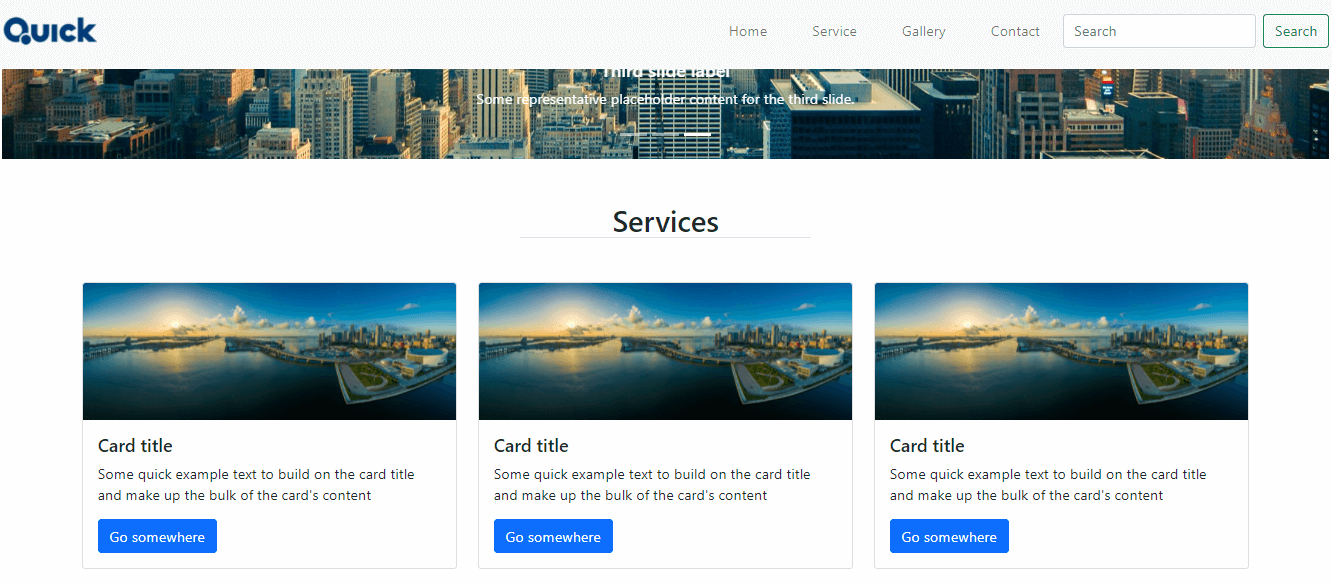 Quick
Home Service Gallery Contact Search Search
Third slide label
Some representative placeholder content for the third slide.
Services
Card title
Some quick example text to build on the card title
and make up the bulk of the card's content
Go somewhere
Card title
Some quick example text to build on the card title
and make up the bulk of the card's content
Go somewhere
Card title
Some quick example text to build on the card title
and make up the bulk of the card's content
Go somewhere